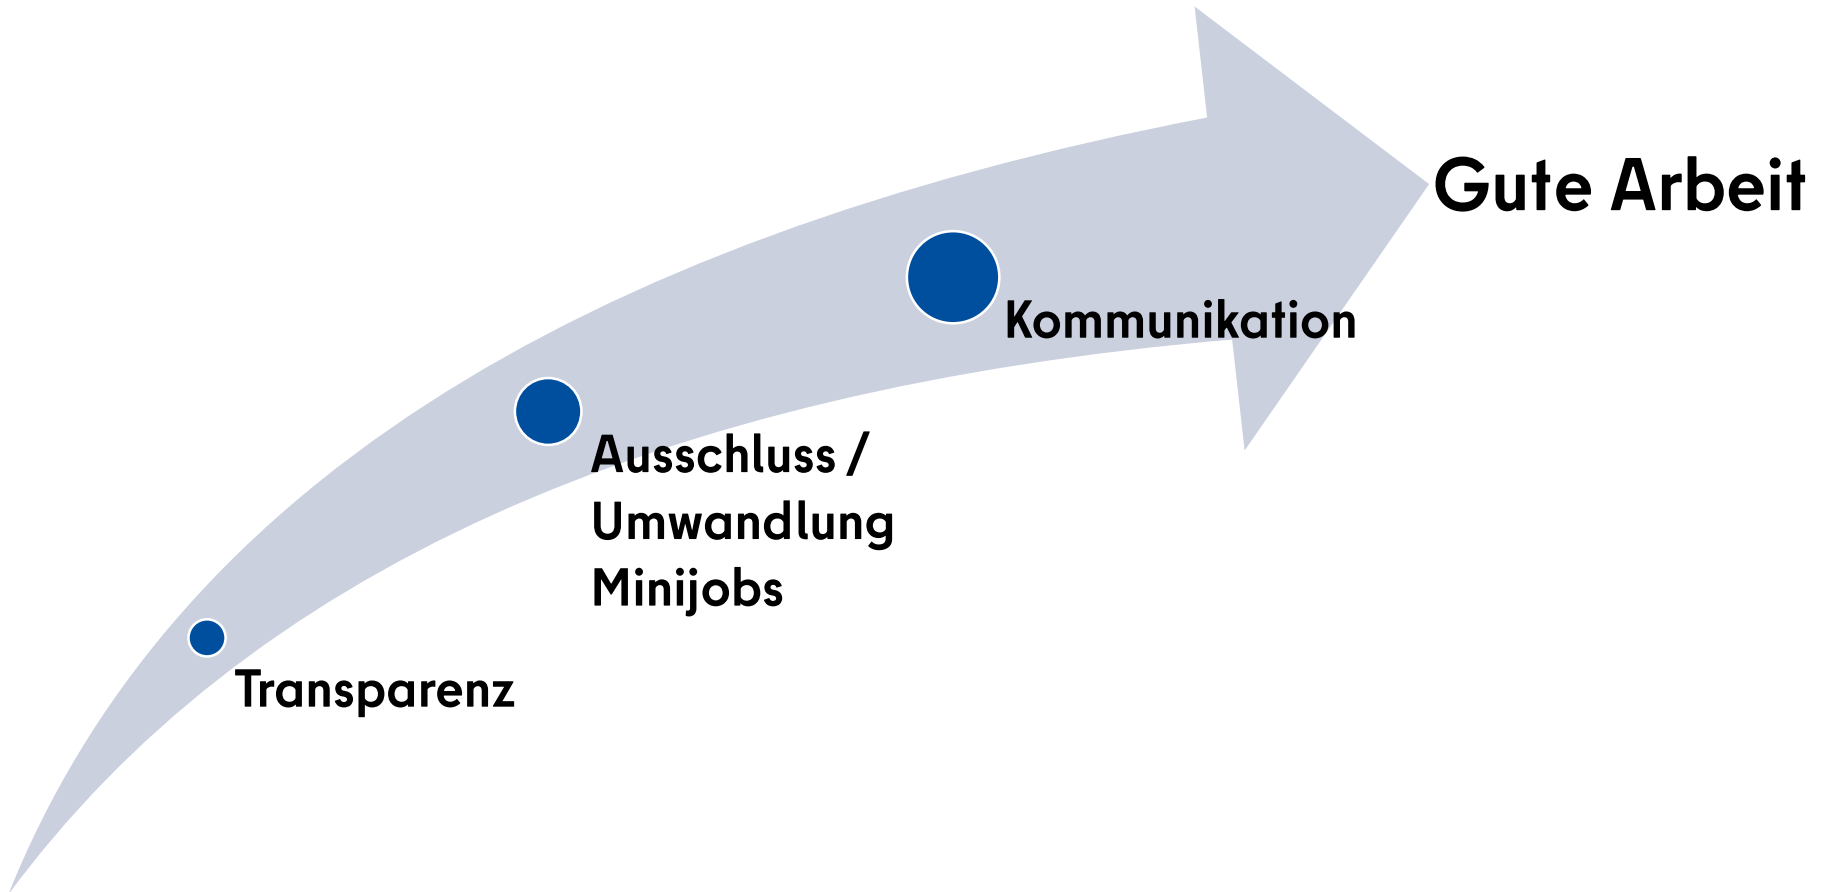 Gute Arbeit
Kommunikation
Ausschluss /
Umwandlung
Minijobs
Transparenz